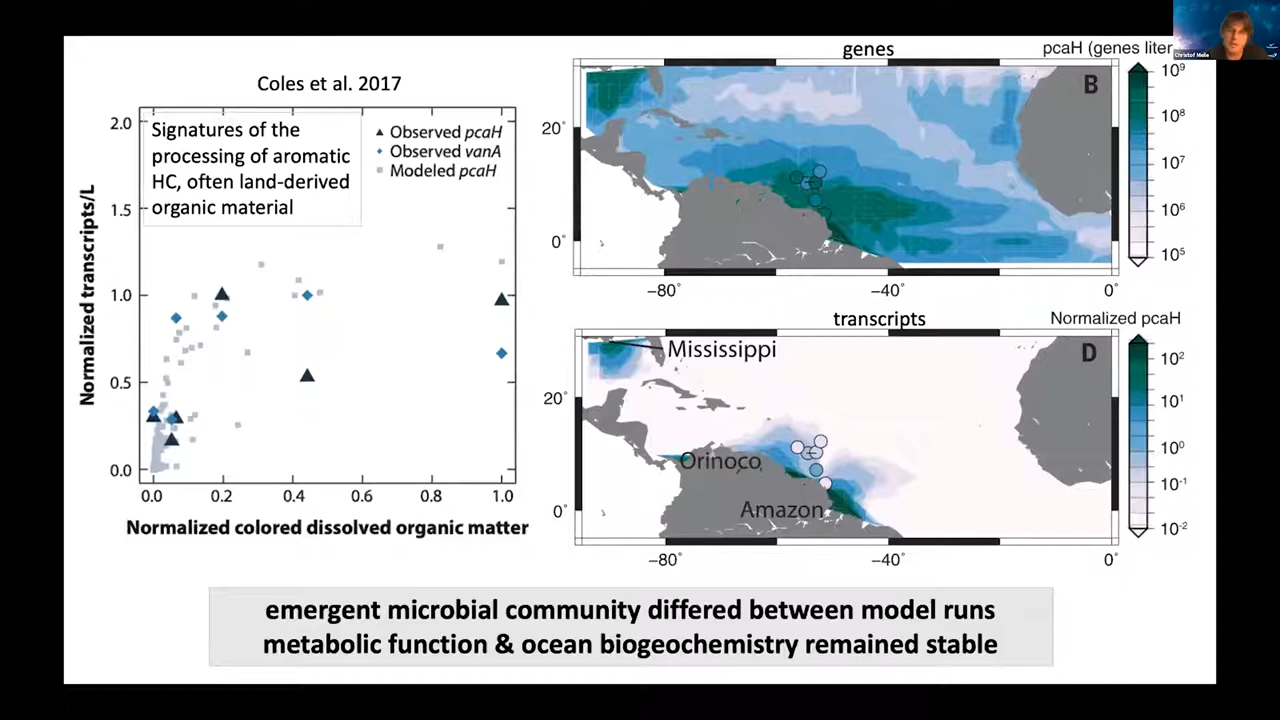 Christof Meile
Coles et al. 2017
Signatures of the
processing of aromatic
HC, often land-derived
organic material
▲ Observed pcaH
◆ Observed vanA
■ Modeled pcaH
Normalized transcripts/L
2.0
1.5
1.0
0.5
0.0
0.0 0.2 0.4 0.6 0.8 1.0
Normalized colored dissolved organic matter
genes
pcaH (genes liter
B
20°
0°
−80° −40° 0°
10⁹
10⁸
10⁷
10⁶
10⁵
transcripts
Normalized pcaH
D
Mississippi
Orinoco
Amazon
20°
0°
−80° −40° 0°
10²
10¹
10⁰
10⁻¹
10⁻²
emergent microbial community differed between model runs
metabolic function & ocean biogeochemistry remained stable